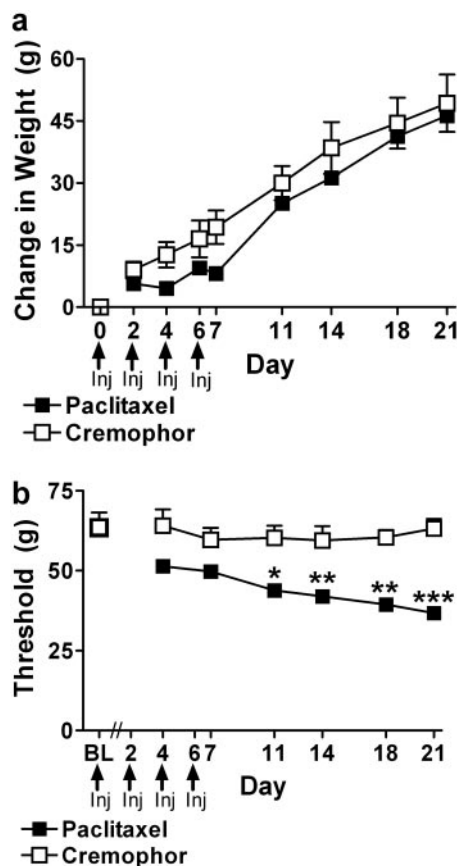 a
Change in Weight (g)
60
45
30
15
0
0 2 4 6 7 11 14 18 21
Inj Inj Inj Inj
Day
Paclitaxel
Cremophor
b
Threshold (g)
75
50
25
0
* ** ** ***
BL // 2 4 6 7 11 14 18 21
Inj Inj Inj Inj
Day
Paclitaxel
Cremophor